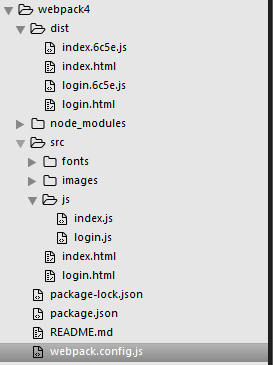 webpack4
dist
index.6c5e.js
index.html
login.6c5e.js
login.html
node_modules
src
fonts
images
js
index.js
login.js
index.html
login.html
package-lock.json
package.json
README.md
webpack.config.js